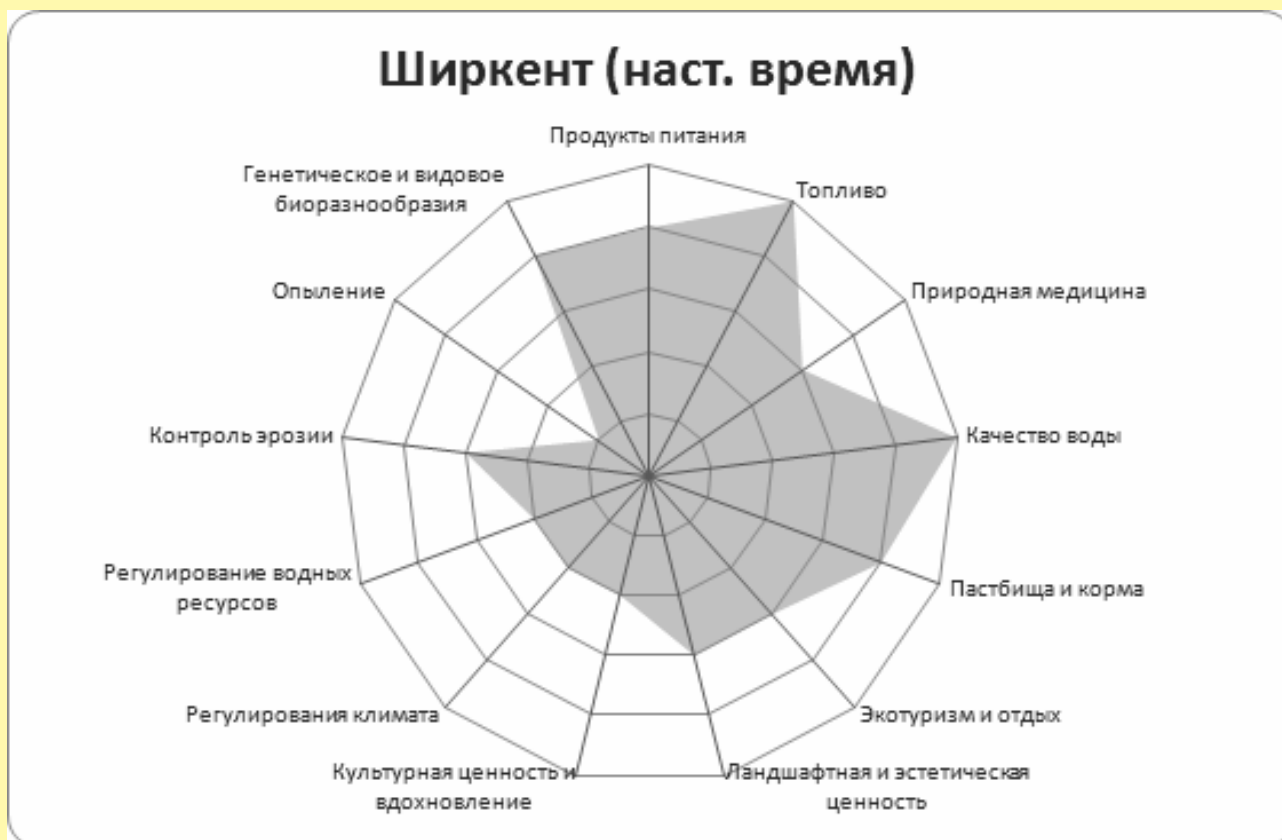 Ширкент (наст. время)
Продукты питания
Топливо
Природная медицина
Качество воды
Пастбища и корма
Экотуризм и отдых
Ландшафтная и эстетическая
ценность
Культурная ценность и
вдохновление
Регулирования климата
Регулирование водных
ресурсов
Контроль эрозии
Опыление
Генетическое и видовое
биоразнообразия